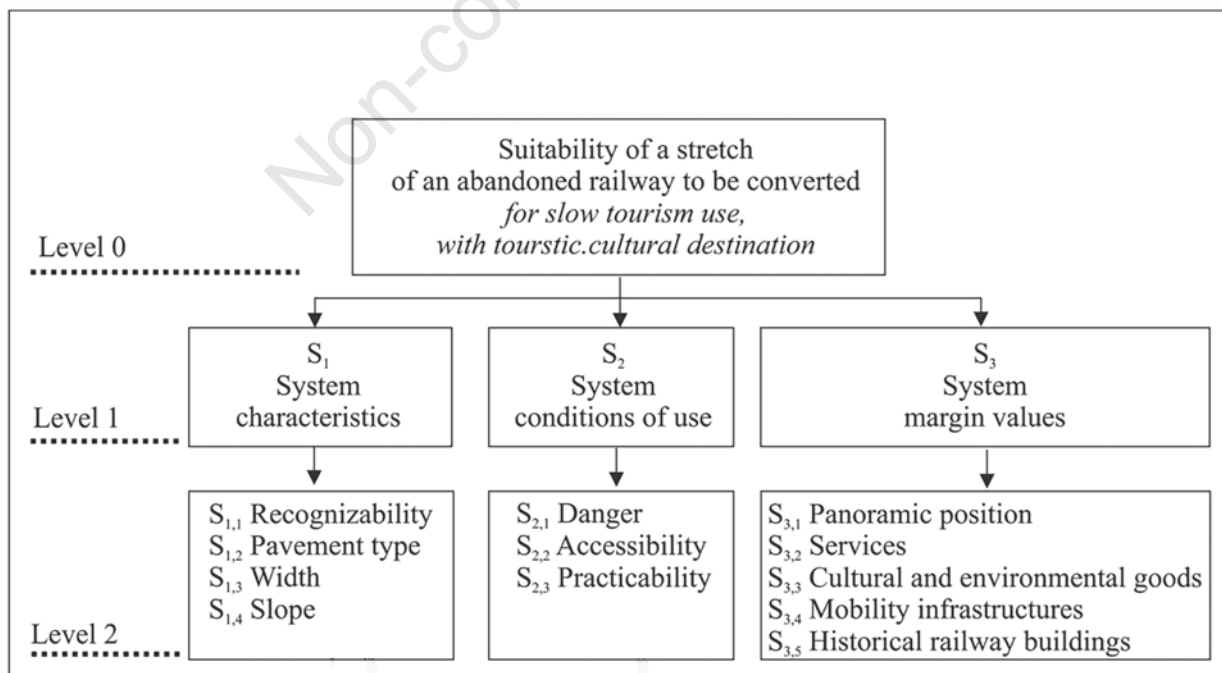 Non-co
Suitability of a stretch
of an abandoned railway to be converted
for slow tourism use,
with tourstic.cultural destination
Level 0
S₁
System
characteristics
S₂
System
conditions of use
S₃
System
margin values
Level 1
S₁,₁ Recognizability
S₁,₂ Pavement type
S₁,₃ Width
S₁,₄ Slope
S₂,₁ Danger
S₂,₂ Accessibility
S₂,₃ Practicability
S₃,₁ Panoramic position
S₃,₂ Services
S₃,₃ Cultural and environmental goods
S₃,₄ Mobility infrastructures
S₃,₅ Historical railway buildings
Level 2